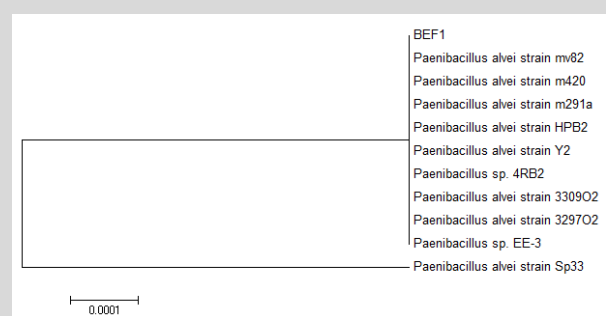 BEF1
Paenibacillus alvei strain mv82
Paenibacillus alvei strain m420
Paenibacillus alvei strain m291a
Paenibacillus alvei strain HPB2
Paenibacillus alvei strain Y2
Paenibacillus sp. 4RB2
Paenibacillus alvei strain 3309O2
Paenibacillus alvei strain 3297O2
Paenibacillus sp. EE-3
Paenibacillus alvei strain Sp33
0.0001